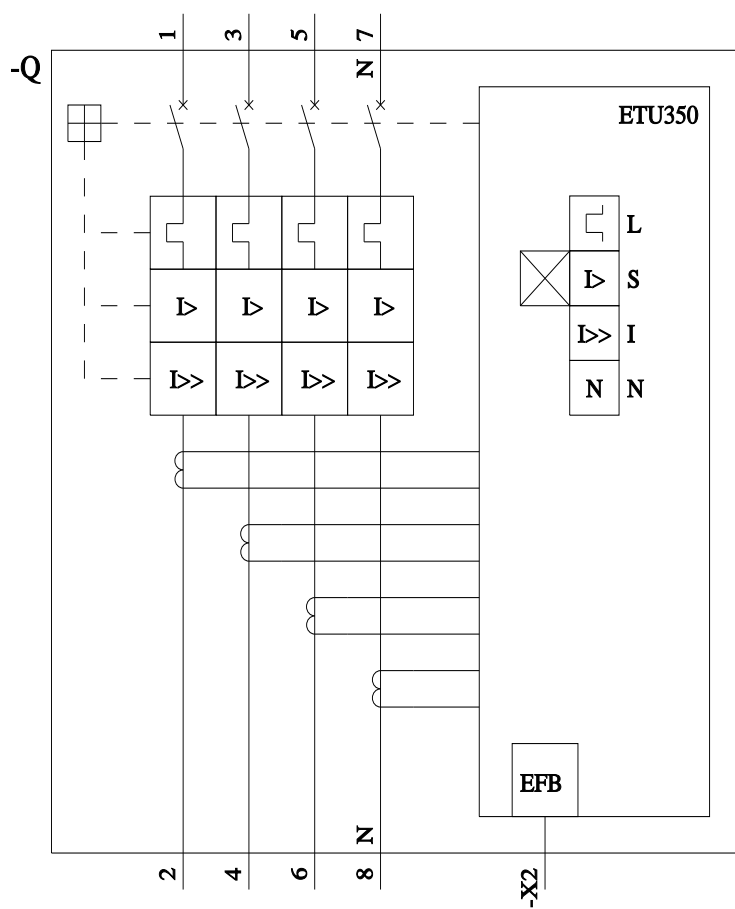 1 3 5 7
N
-Q
ETU350
L
I> S
I> I> I> I>
I>> I
I>> I>> I>> I>>
N N
EFB
N
2 4 6 8
-X2